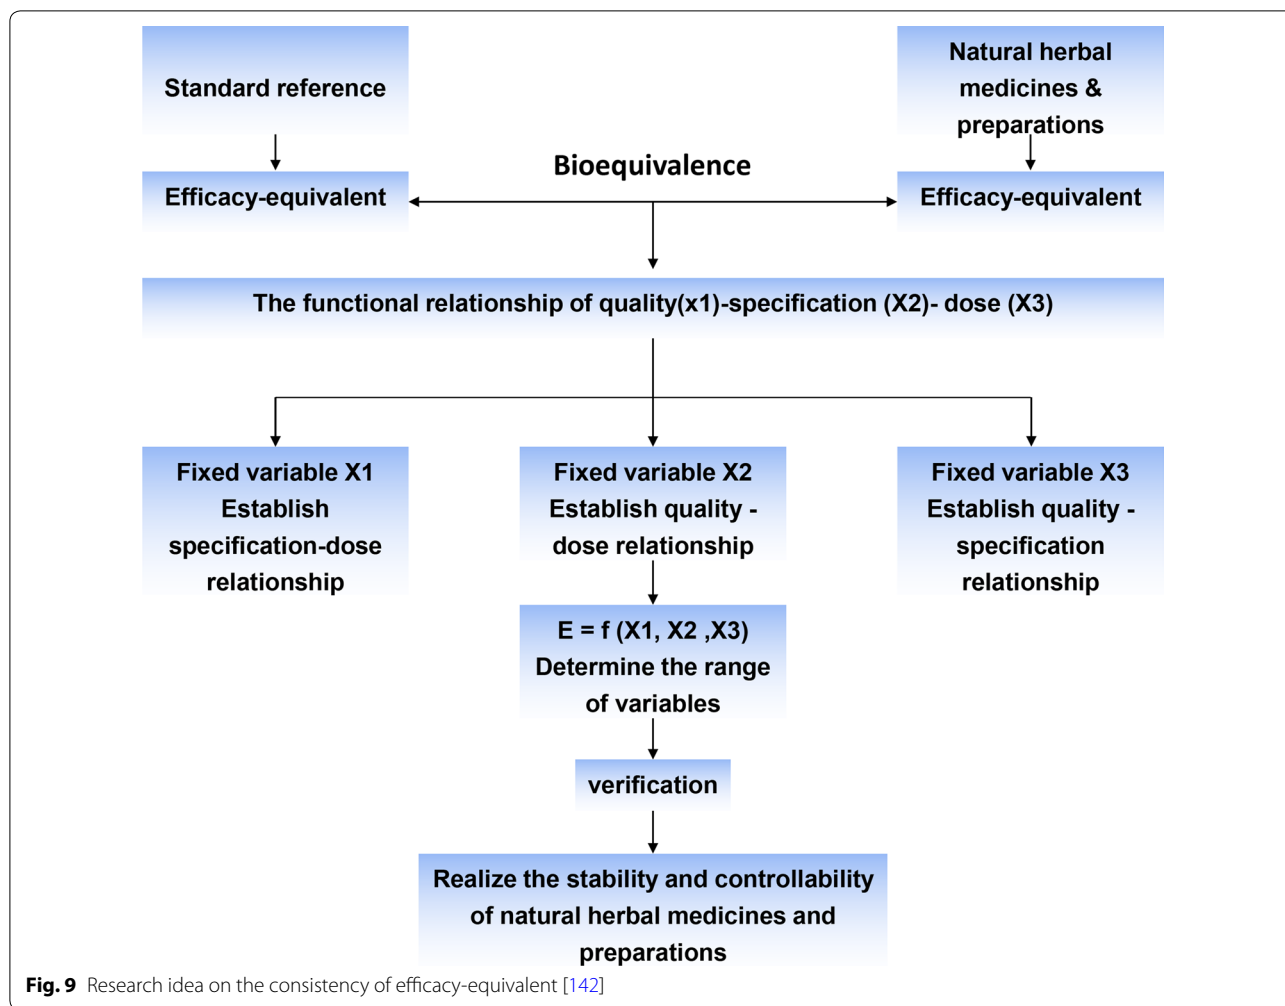 Standard reference
Natural herbal
medicines &
preparations
Bioequivalence
Efficacy-equivalent
Efficacy-equivalent
The functional relationship of quality(x1)-specification (X2)- dose (X3)
Fixed variable X1
Establish
specification-dose
relationship
Fixed variable X2
Establish quality -
dose relationship
Fixed variable X3
Establish quality -
specification
relationship
E = f (X1, X2 ,X3)
Determine the range
of variables
verification
Realize the stability and controllability
of natural herbal medicines and
preparations
Fig. 9 Research idea on the consistency of efficacy-equivalent [142]